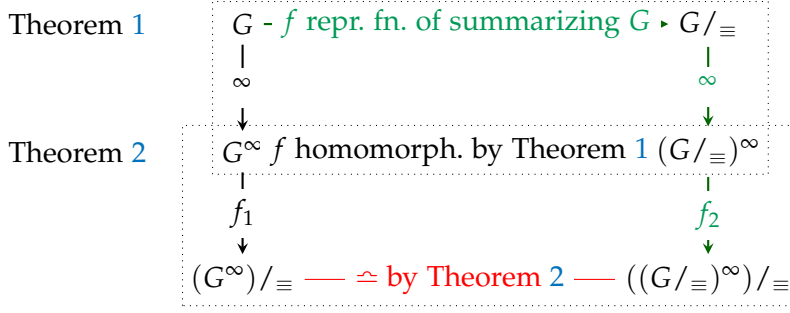 Theorem 1 G f repr. fn. of summarizing G G/≡
∞ ∞
Theorem 2 G∞ f homomorph. by Theorem 1 (G/≡)∞
f₁ f₂
(G∞)/≡ ≏ by Theorem 2 ((G/≡)∞)/≡